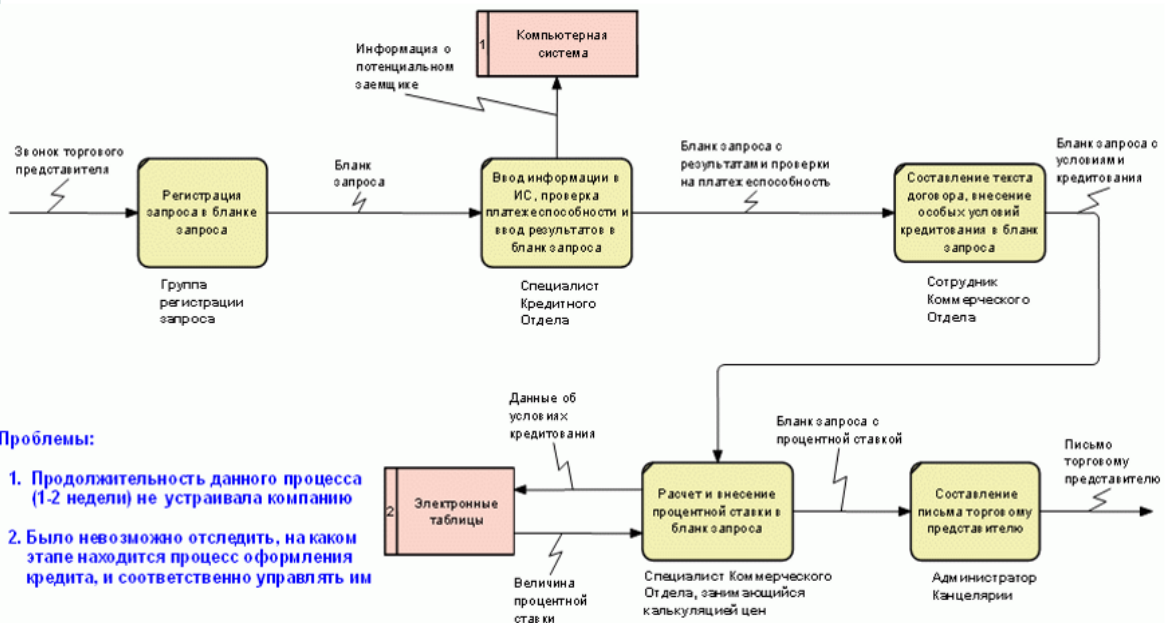 1
Компьютерная
система
Информация о
потенциальном
заемщике
Звонок торгового
представителя
Регистрация
запроса в бланке
запроса
Группа
регистрации
запроса
Бланк
запроса
Ввод информации в
ИС, проверка
платежеспособности и
ввод результатов в
бланк запроса
Специалист
Кредитного
Отдела
Бланк запроса с
результатами проверки
на платежеспособность
Составление текста
договора, внесение
особых условий
кредитования в бланк
запроса
Сотрудник
Коммерческого
Отдела
Бланк запроса с
условиями
кредитования
Проблемы:
1. Продолжительность данного процесса
(1-2 недели) не устраивала компанию
2. Было невозможно отследить, на каком
этапе находится процесс оформления
кредита, и соответственно управлять им
Данные об
условиях
кредитования
2
Электронные
таблицы
Величина
процентной
ставки
Расчет и внесение
процентной ставки в
бланк запроса
Специалист Коммерческого
Отдела, занимающийся
калькуляцией цен
Бланк запроса с
процентной ставкой
Составление
письма торговому
представителю
Администратор
Канцелярии
Письмо
торговому
представителю